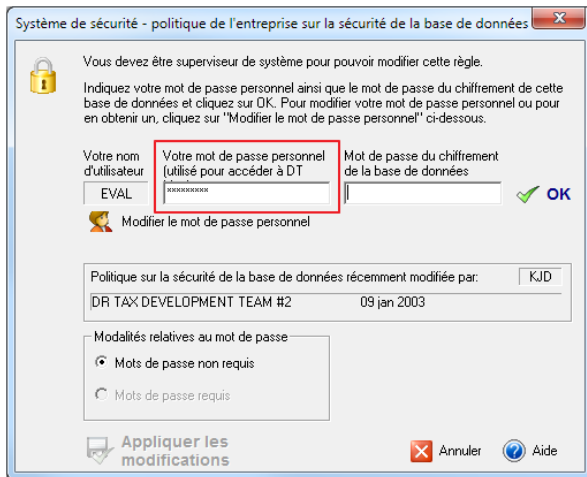 Système de sécurité - politique de l'entreprise sur la sécurité de la base de données
Vous devez être superviseur de système pour pouvoir modifier cette règle.
Indiquez votre mot de passe personnel ainsi que le mot de passe du chiffrement de cette
base de données et cliquez sur OK. Pour modifier votre mot de passe personnel ou pour
en obtenir un, cliquez sur "Modifier le mot de passe personnel" ci-dessous.
Votre nom
d'utilisateur
EVAL
Votre mot de passe personnel
(utilisé pour accéder à DT
*********
Mot de passe du chiffrement
de la base de données
OK
Modifier le mot de passe personnel
Politique sur la sécurité de la base de données récemment modifiée par: KJD
DR TAX DEVELOPMENT TEAM #2 09 jan 2003
Modalités relatives au mot de passe
Mots de passe non requis
Mots de passe requis
Appliquer les
modifications
Annuler
Aide